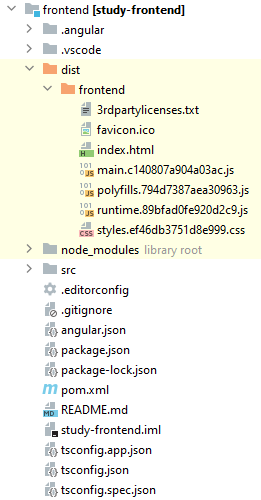 frontend [study-frontend]
.angular
.vscode
dist
frontend
3rdpartylicenses.txt
favicon.ico
index.html
main.c140807a904a03ac.js
polyfills.794d7387aea30963.js
runtime.89bfad0fe920d2c9.js
styles.ef46db3751d8e999.css
node_modules library root
src
.editorconfig
.gitignore
angular.json
package.json
package-lock.json
pom.xml
README.md
study-frontend.iml
tsconfig.app.json
tsconfig.json
tsconfig.spec.json